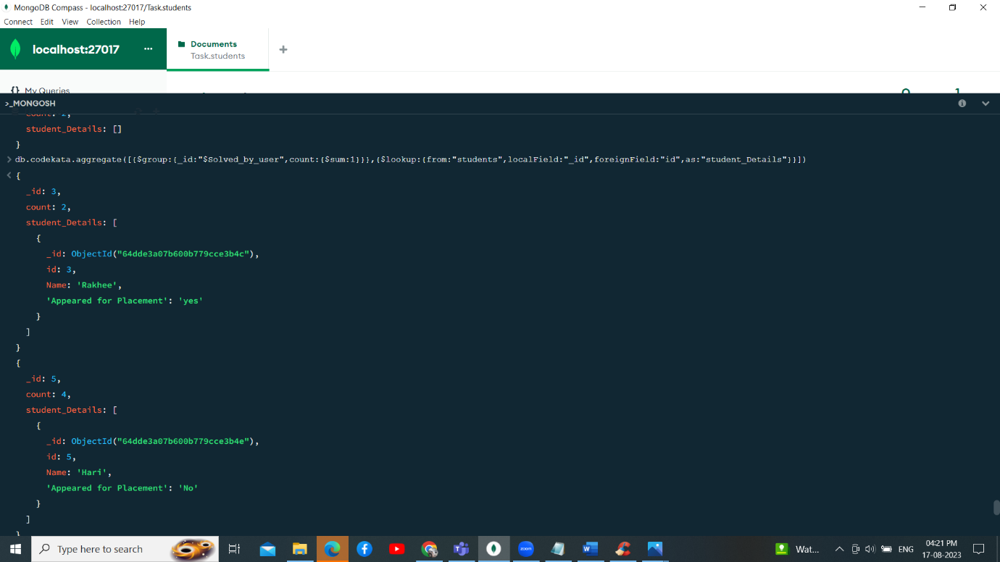 MongoDB Compass - localhost:27017/Task.students
Connect Edit View Collection Help
localhost:27017 ...
Documents
Task.students
{} My Queries
>_MONGOSH
count: 2,
student_Details: []
}
> db.codekata.aggregate([{$group:{_id:"$Solved_by_user",count:{$sum:1}}},{$lookup:{from:"students",localField:"_id",foreignField:"id",as:"student_Details"}}])
< {
_id: 3,
count: 2,
student_Details: [
{
_id: ObjectId("64dde3a07b600b779cce3b4c"),
id: 3,
Name: 'Rakhee',
'Appeared for Placement': 'yes'
}
]
}
{
_id: 5,
count: 4,
student_Details: [
{
_id: ObjectId("64dde3a07b600b779cce3b4e"),
id: 5,
Name: 'Hari',
'Appeared for Placement': 'No'
}
]
}
Type here to search
zoom
Wat...
ENG
04:21 PM
17-08-2023